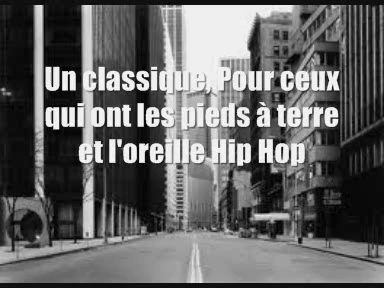 Un classique, Pour ceux
qui ont les pieds à terre
et l'oreille Hip Hop